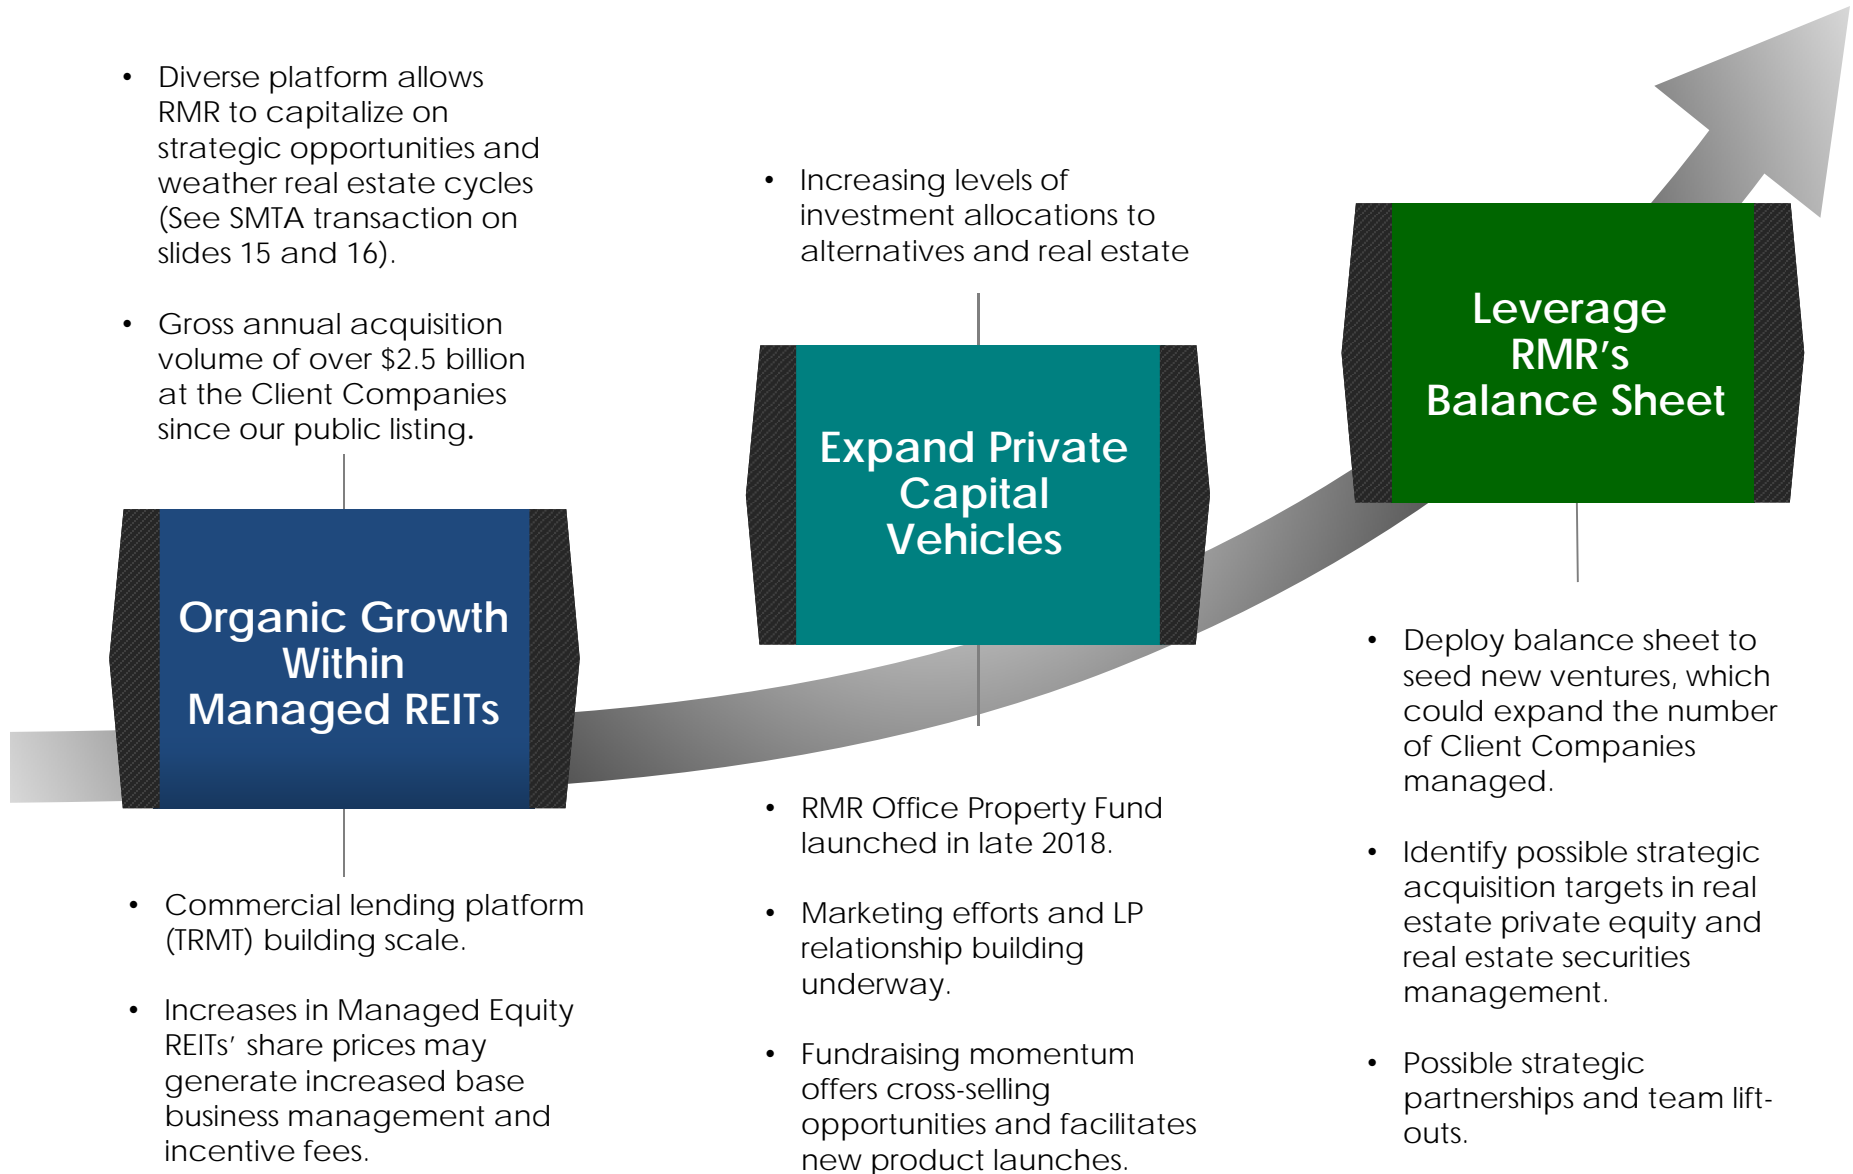 • Diverse platform allows
RMR to capitalize on
strategic opportunities and
weather real estate cycles
(See SMTA transaction on
slides 15 and 16).
• Gross annual acquisition
volume of over $2.5 billion
at the Client Companies
since our public listing.
Organic Growth
Within
Managed REITs
• Commercial lending platform
(TRMT) building scale.
• Increases in Managed Equity
REITs’ share prices may
generate increased base
business management and
incentive fees.
• Increasing levels of
investment allocations to
alternatives and real estate
Expand Private
Capital
Vehicles
• RMR Office Property Fund
launched in late 2018.
• Marketing efforts and LP
relationship building
underway.
• Fundraising momentum
offers cross-selling
opportunities and facilitates
new product launches.
Leverage
RMR’s
Balance Sheet
• Deploy balance sheet to
seed new ventures, which
could expand the number
of Client Companies
managed.
• Identify possible strategic
acquisition targets in real
estate private equity and
real estate securities
management.
• Possible strategic
partnerships and team lift-
outs.